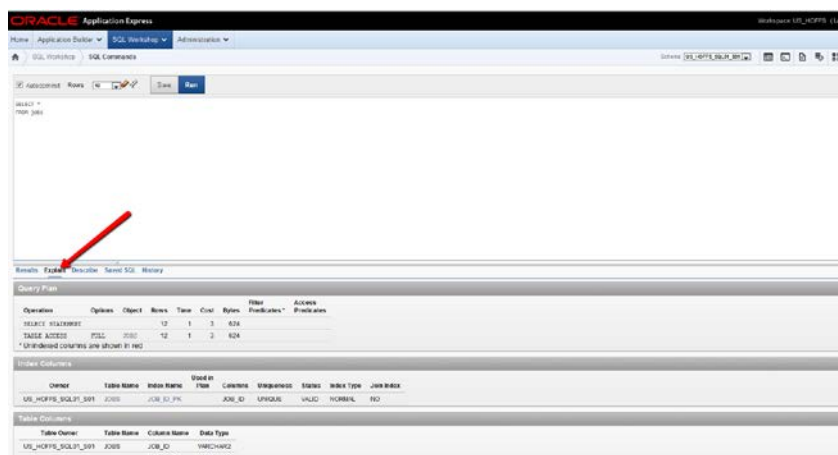 ORACLE Application Express
Home Application Builder SQL Workshop Administration
SQL Workshop SQL Commands Schema
Autocommit Rows 10 Save Run
SELECT *
FROM jobs
Results Explain Describe Saved SQL History
Query Plan
Operation Options Object Rows Time Cost Bytes Filter Predicates * Access Predicates
SELECT STATEMENT 12 1 3 624
TABLE ACCESS FULL JOBS 12 1 3 624
* Unindexed columns are shown in red
Index Columns
Owner Table Name Index Name Used in Plan Columns Uniqueness Status Index Type Join Index
US_HOFFS_SQL01_S01 JOBS JOB_ID_PK JOB_ID UNIQUE VALID NORMAL NO
Table Columns
Table Owner Table Name Column Name Data Type
US_HOFFS_SQL01_S01 JOBS JOB_ID VARCHAR2